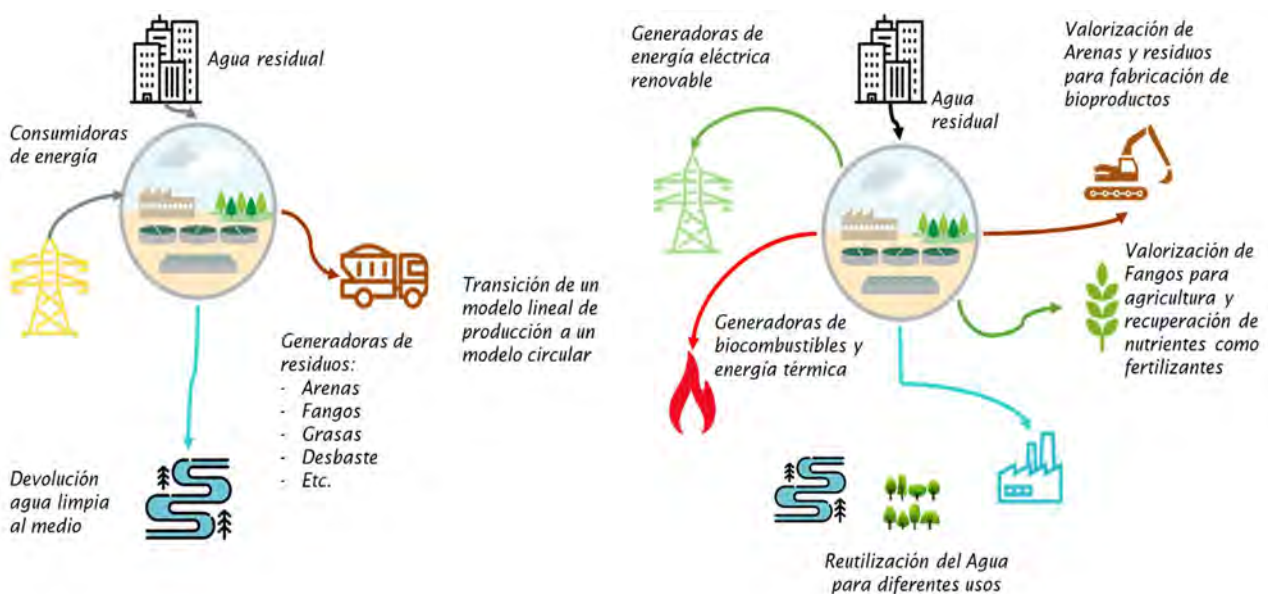 Agua residual
Consumidoras
de energía
Generadoras de
residuos:
- Arenas
- Fangos
- Grasas
- Desbaste
- Etc.
Devolución
agua limpia
al medio
Transición de un
modelo lineal de
producción a un
modelo circular
Generadoras de
energía eléctrica
renovable
Agua
residual
Valorización de
Arenas y residuos
para fabricación de
bioproductos
Generadoras de
biocombustibles y
energía térmica
Valorización de
Fangos para
agricultura y
recuperación de
nutrientes como
fertilizantes
Reutilización del Agua
para diferentes usos